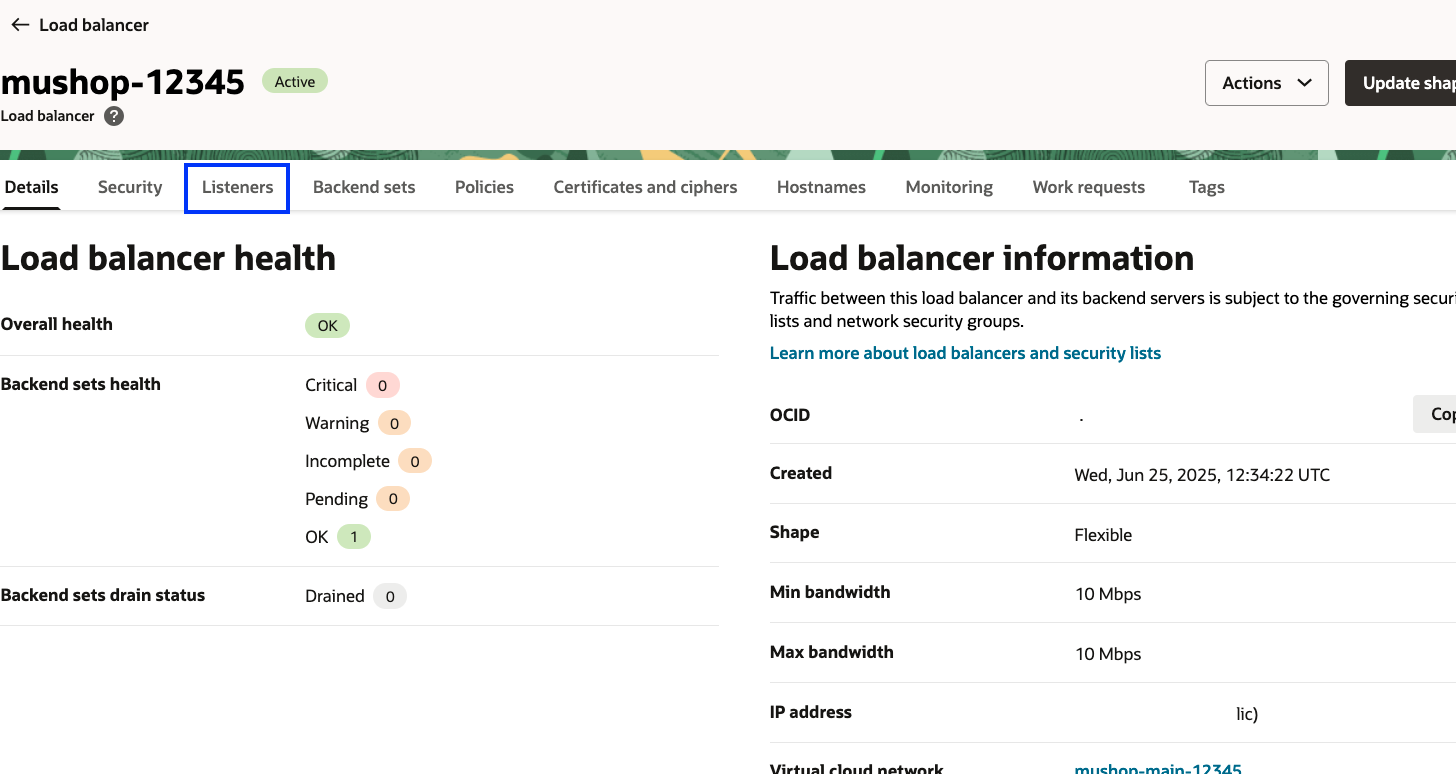 Load balancer
mushop-12345 Active
Load balancer ?
Actions
Details Security Listeners Backend sets Policies Certificates and ciphers Hostnames Monitoring Work requests Tags
Load balancer health
Overall health OK
Backend sets health Critical 0
Warning 0
Incomplete 0
Pending 0
OK 1
Backend sets drain status Drained 0
Load balancer information
Traffic between this load balancer and its backend servers is subject to the governing
lists and network security groups.
Learn more about load balancers and security lists
OCID .
Created Wed, Jun 25, 2025, 12:34:22 UTC
Shape Flexible
Min bandwidth 10 Mbps
Max bandwidth 10 Mbps
IP address lic)
Virtual cloud network mushop-main-12345
Update